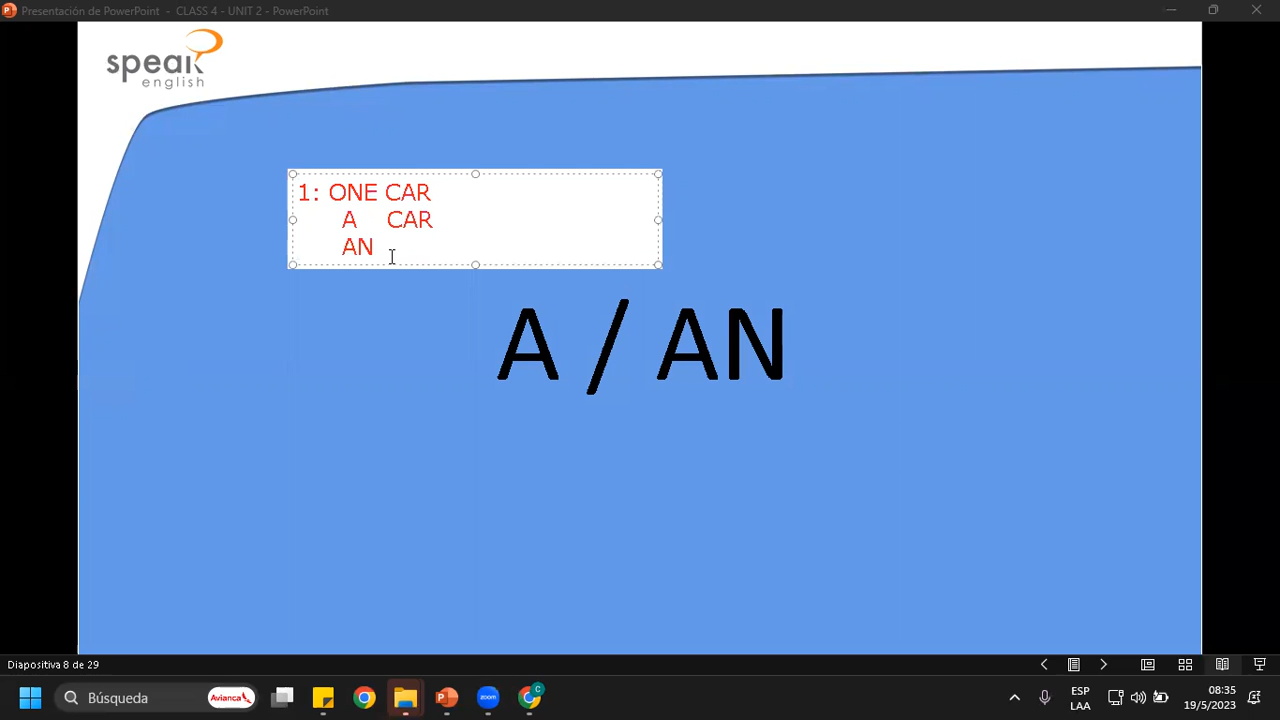 Presentación de PowerPoint - CLASS 4 - UNIT 2 - PowerPoint
speak
english
1: ONE CAR
A CAR
AN
A / AN
Diapositiva 8 de 29
Búsqueda
Avianca
zoom
C
ESP
LAA
08:35
19/5/2023